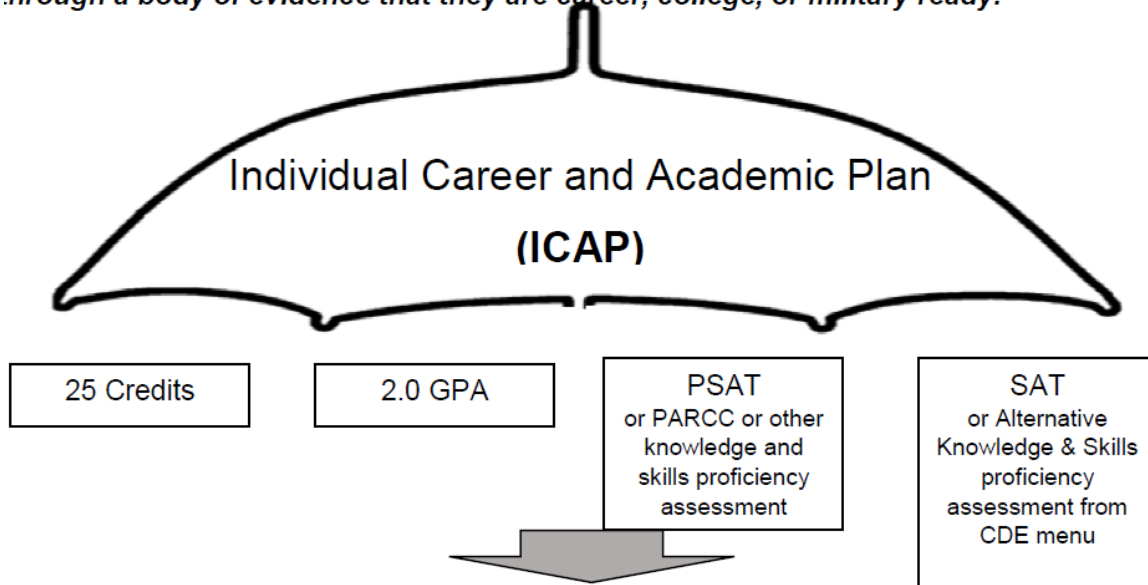 through a body of evidence that they are career, college, or military ready.
Individual Career and Academic Plan
(ICAP)
25 Credits
2.0 GPA
PSAT
or PARCC or other
knowledge and
skills proficiency
assessment
SAT
or Alternative
Knowledge & Skills
proficiency
assessment from
CDE menu